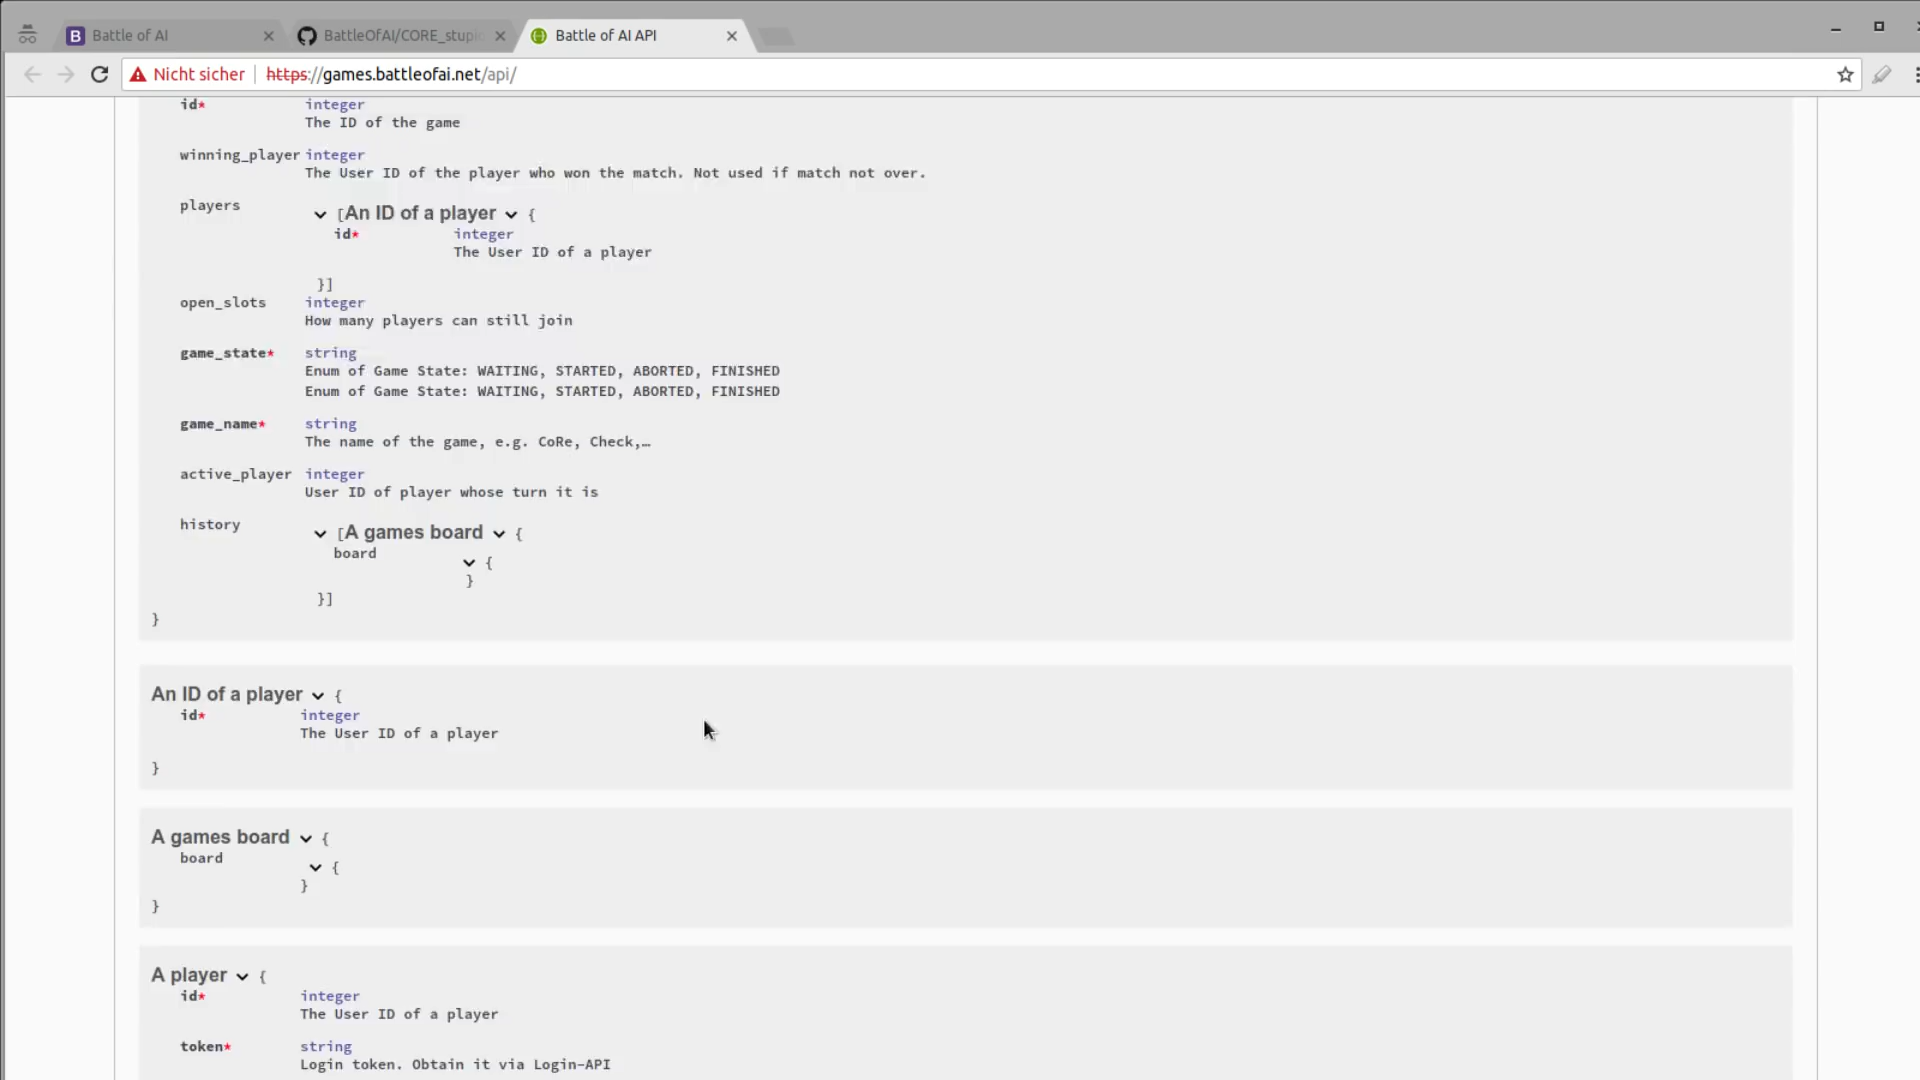 Battle of AI
BattleOfAI/CORE_stupi
Battle of AI API
Nicht sicher
https://games.battleofai.net/api/
id* integer
The ID of the game
winning_player integer
The User ID of the player who won the match. Not used if match not over.
players [An ID of a player {
id* integer
The User ID of a player
}]
open_slots integer
How many players can still join
game_state* string
Enum of Game State: WAITING, STARTED, ABORTED, FINISHED
Enum of Game State: WAITING, STARTED, ABORTED, FINISHED
game_name* string
The name of the game, e.g. CoRe, Check,…
active_player integer
User ID of player whose turn it is
history [A games board {
board {
}
}]
}
An ID of a player {
id* integer
The User ID of a player
}
A games board {
board {
}
}
A player {
id* integer
The User ID of a player
token* string
Login token. Obtain it via Login-API